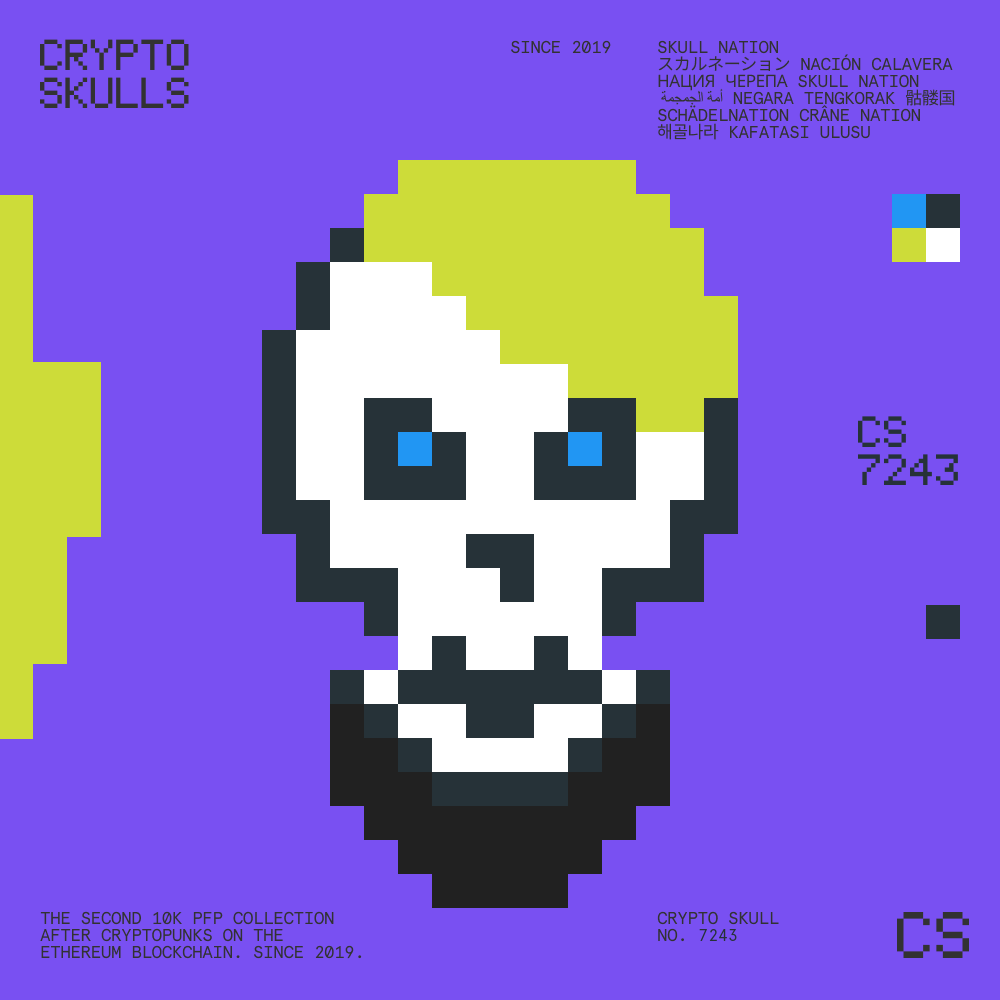 CRYPTO
SKULLS
SINCE 2019
SKULL NATION
スカルネーション NACIÓN CALAVERA
НАЦИЯ ЧЕРЕПА SKULL NATION
أمة الجمجمة NEGARA TENGKORAK 骷髅国
SCHÄDELNATION CRÂNE NATION
해골나라 KAFATASI ULUSU
CS
7243
THE SECOND 10K PFP COLLECTION
AFTER CRYPTOPUNKS ON THE
ETHEREUM BLOCKCHAIN. SINCE 2019.
CRYPTO SKULL
NO. 7243
CS